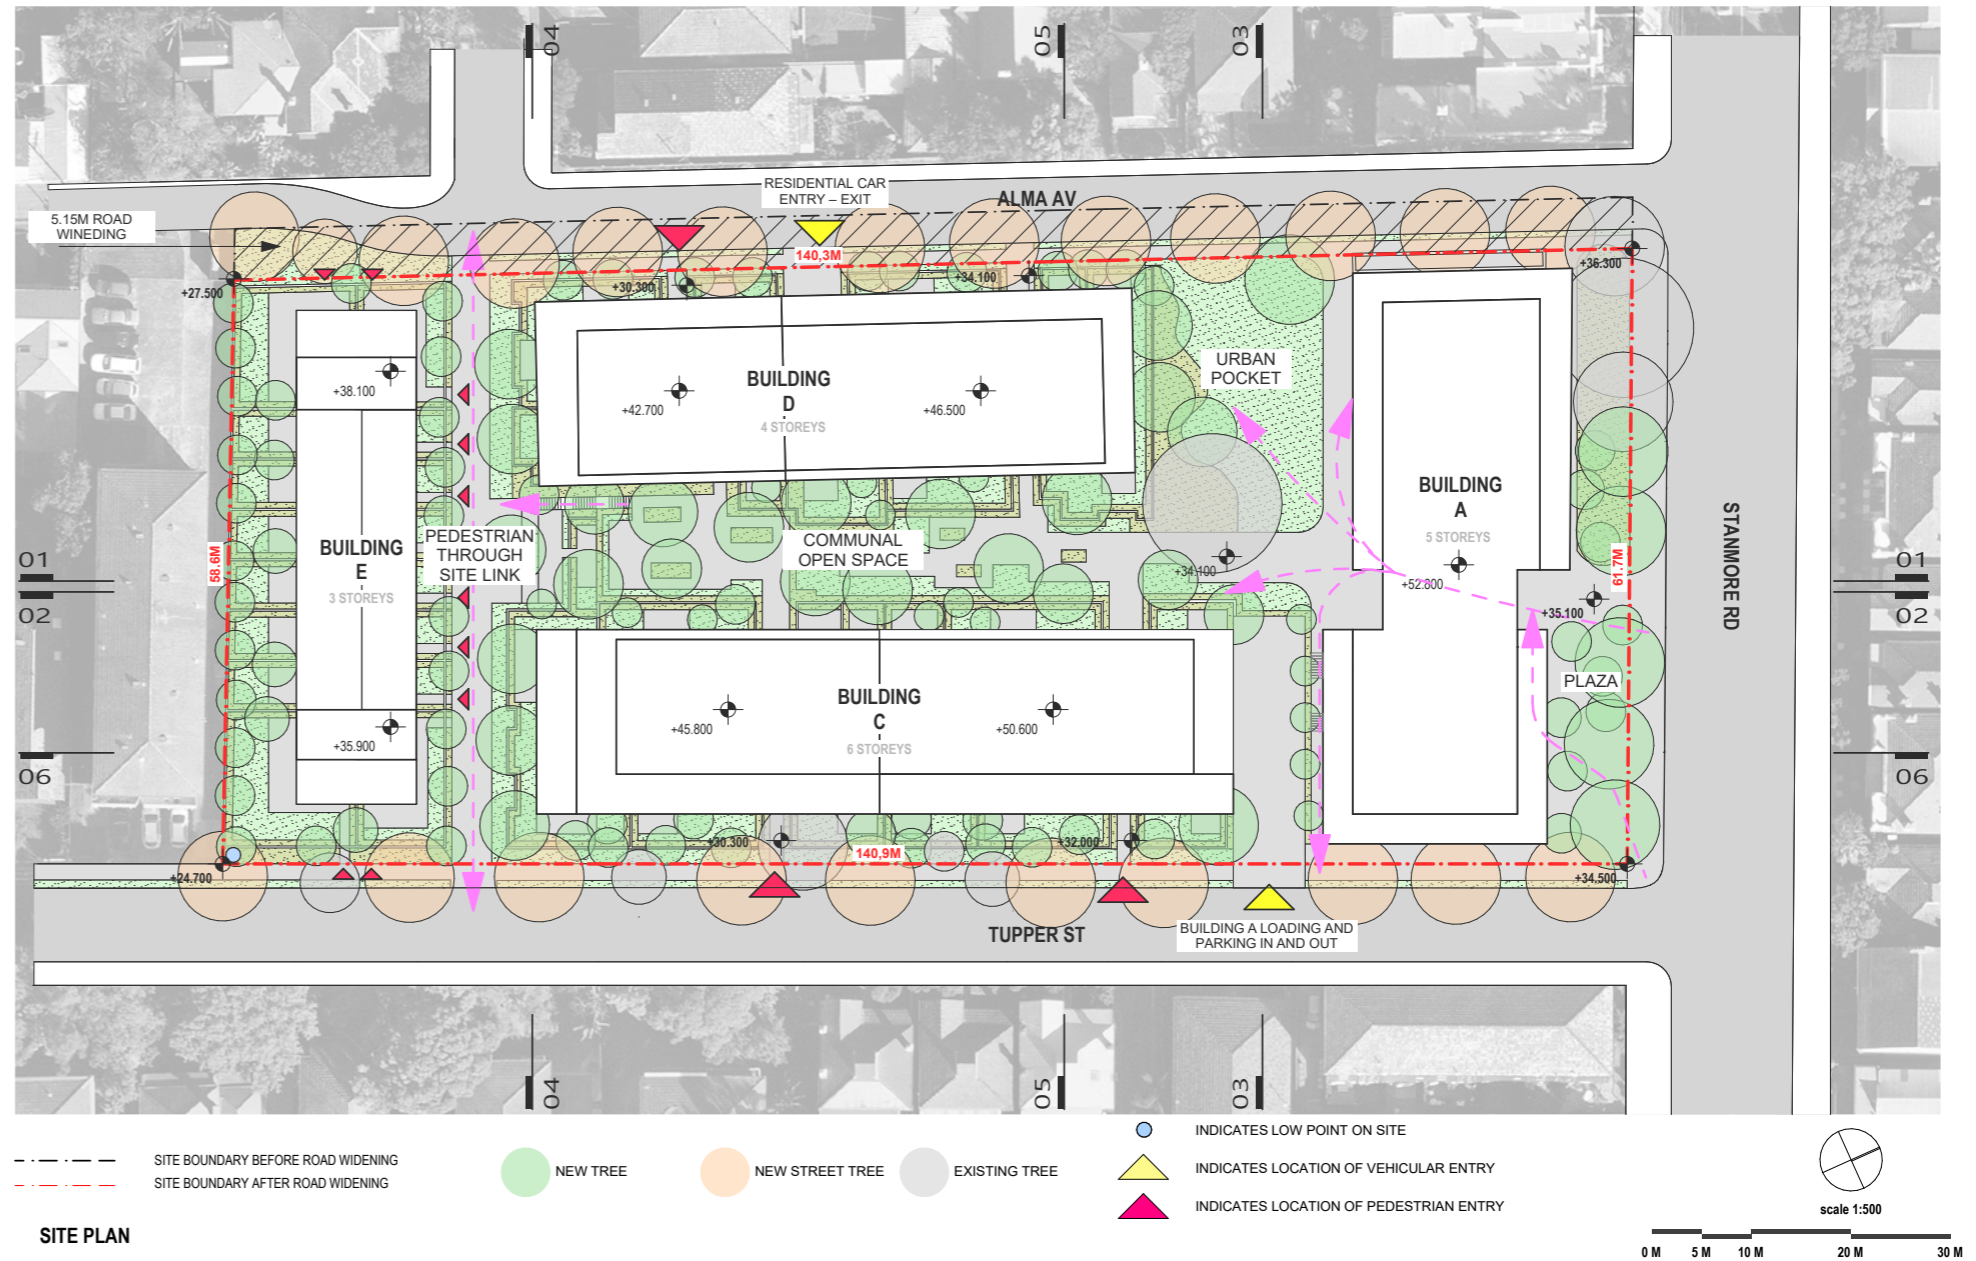 04
05
03
RESIDENTIAL CAR
ENTRY – EXIT
ALMA AV
5.15M ROAD
WINEDING
140,3M
+36.300
+27.500
+30.300
+34.100
+38.100
BUILDING
D
4 STOREYS
+42.700
+46.500
URBAN
POCKET
BUILDING
A
5 STOREYS
+52.800
STANMORE RD
01
02
58.6M
BUILDING
E
3 STOREYS
PEDESTRIAN
THROUGH
SITE LINK
COMMUNAL
OPEN SPACE
+34.100
61.7M
+35.100
01
02
PLAZA
BUILDING
C
6 STOREYS
+45.800
+50.600
+35.900
06
06
+30.300
+32.000
140,9M
+24.700
+34.500
TUPPER ST
BUILDING A LOADING AND
PARKING IN AND OUT
04
05
03
SITE BOUNDARY BEFORE ROAD WIDENING
SITE BOUNDARY AFTER ROAD WIDENING
NEW TREE
NEW STREET TREE
EXISTING TREE
INDICATES LOW POINT ON SITE
INDICATES LOCATION OF VEHICULAR ENTRY
INDICATES LOCATION OF PEDESTRIAN ENTRY
scale 1:500
0 M 5 M 10 M 20 M 30 M
SITE PLAN